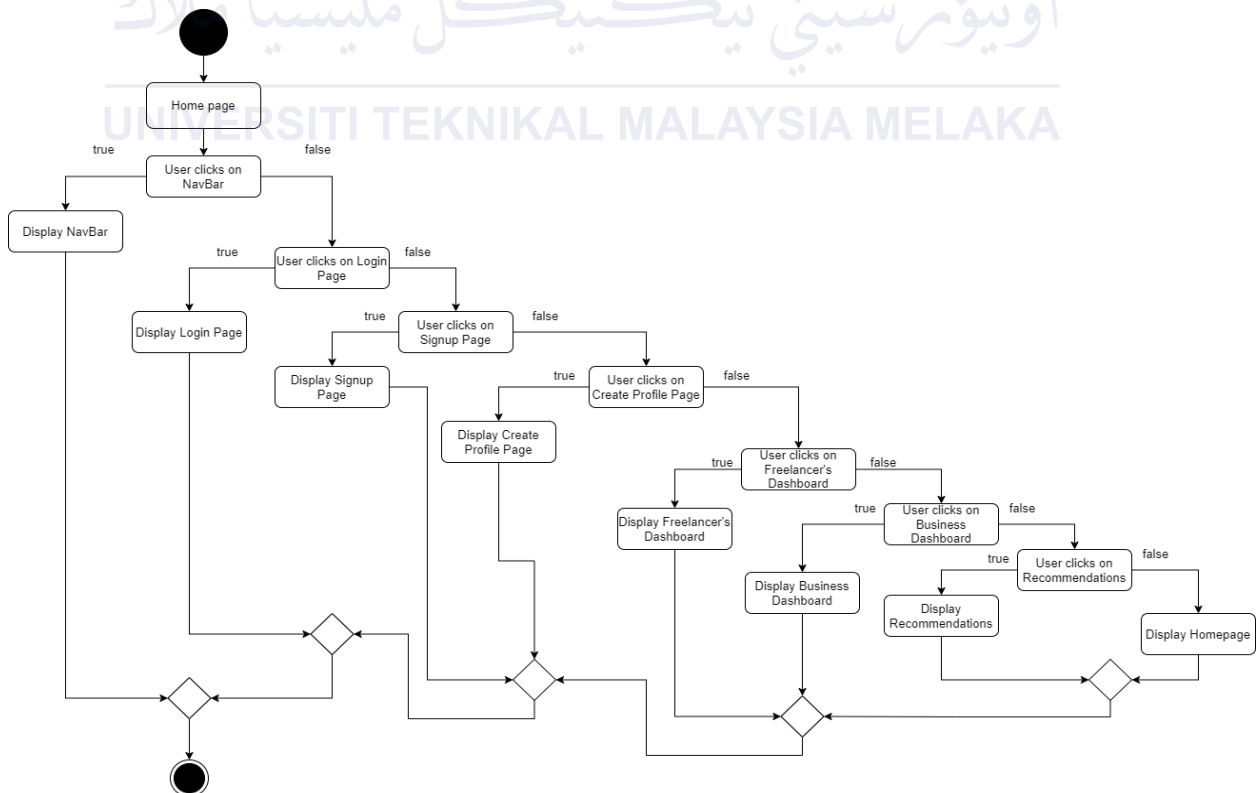 اونيۏرسيتي تيكنيكل مليسيا ملاك
UNIVERSITI TEKNIKAL MALAYSIA MELAKA
Home page
true
false
User clicks on
NavBar
Display NavBar
true
false
User clicks on Login
Page
Display Login Page
true
false
User clicks on
Signup Page
Display Signup
Page
true
false
User clicks on
Create Profile Page
Display Create
Profile Page
true
false
User clicks on
Freelancer's
Dashboard
Display Freelancer's
Dashboard
true
false
User clicks on
Business
Dashboard
Display Business
Dashboard
true
false
User clicks on
Recommendations
Display
Recommendations
Display Homepage